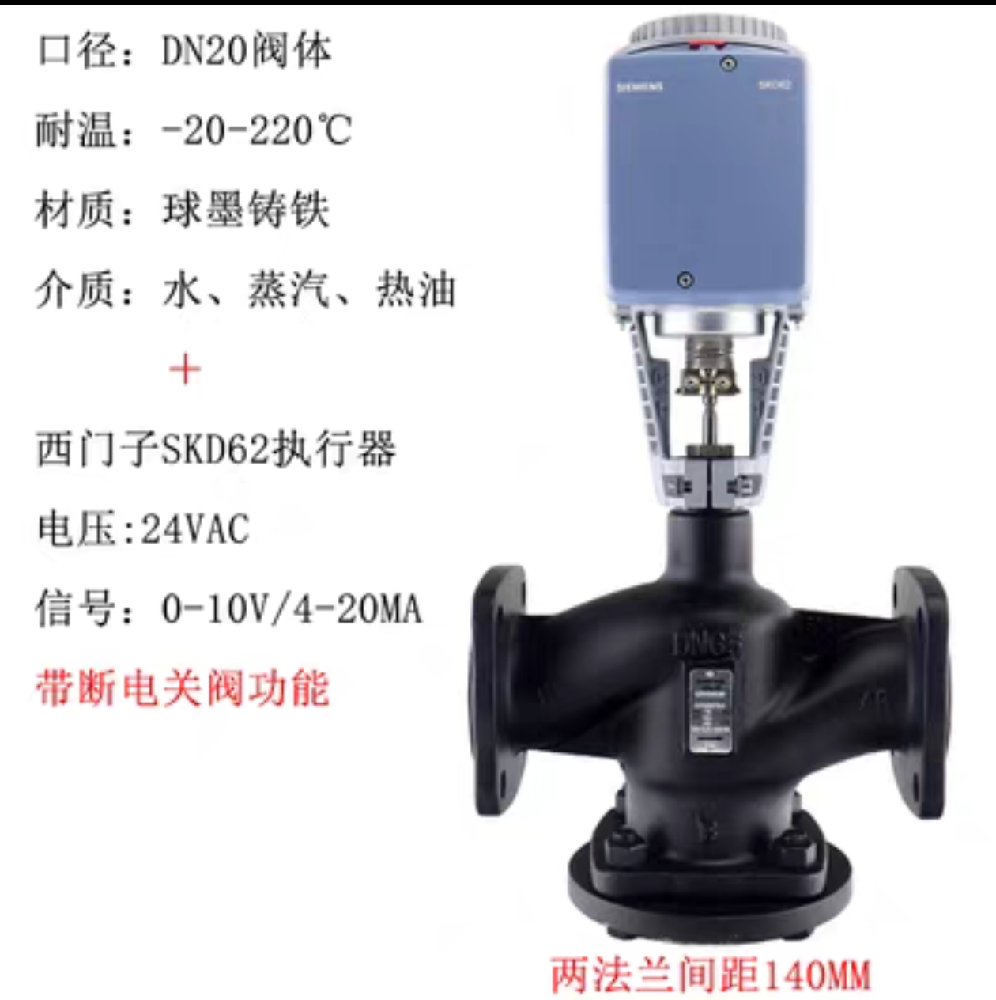 口径：DN20阀体
耐温：-20-220℃
材质：球墨铸铁
介质：水、蒸汽、热油
+
西门子SKD62执行器
电压:24VAC
信号：0-10V/4-20MA
带断电关阀功能
SIEMENS
SKD62
DN65
两法兰间距140MM